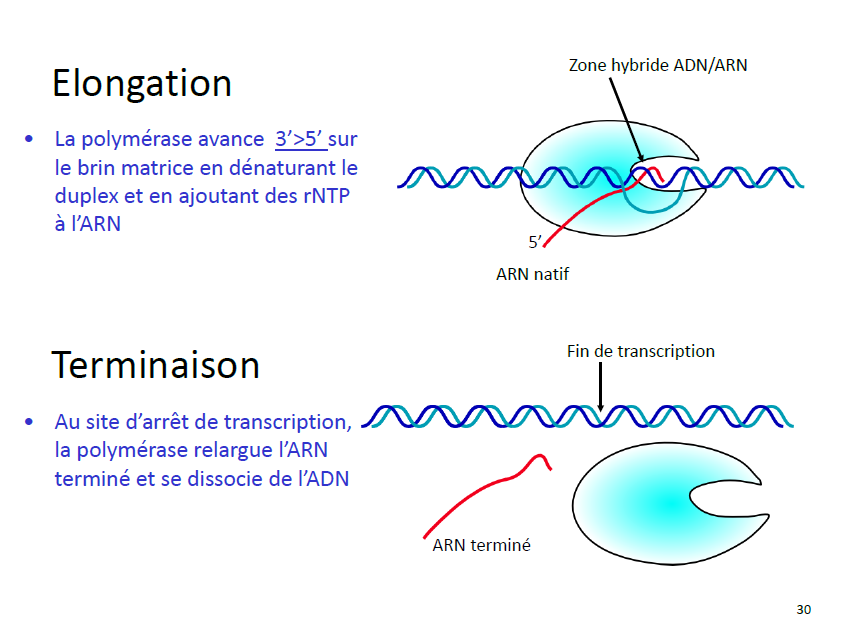 Elongation
• La polymérase avance 3’>5’ sur
le brin matrice en dénaturant le
duplex et en ajoutant des rNTP
à l’ARN
Zone hybride ADN/ARN
5’
ARN natif
Terminaison
• Au site d’arrêt de transcription,
la polymérase relargue l’ARN
terminé et se dissocie de l’ADN
Fin de transcription
ARN terminé
30